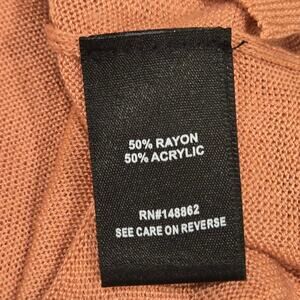 50% RAYON
50% ACRYLIC
RN#148862
SEE CARE ON REVERSE